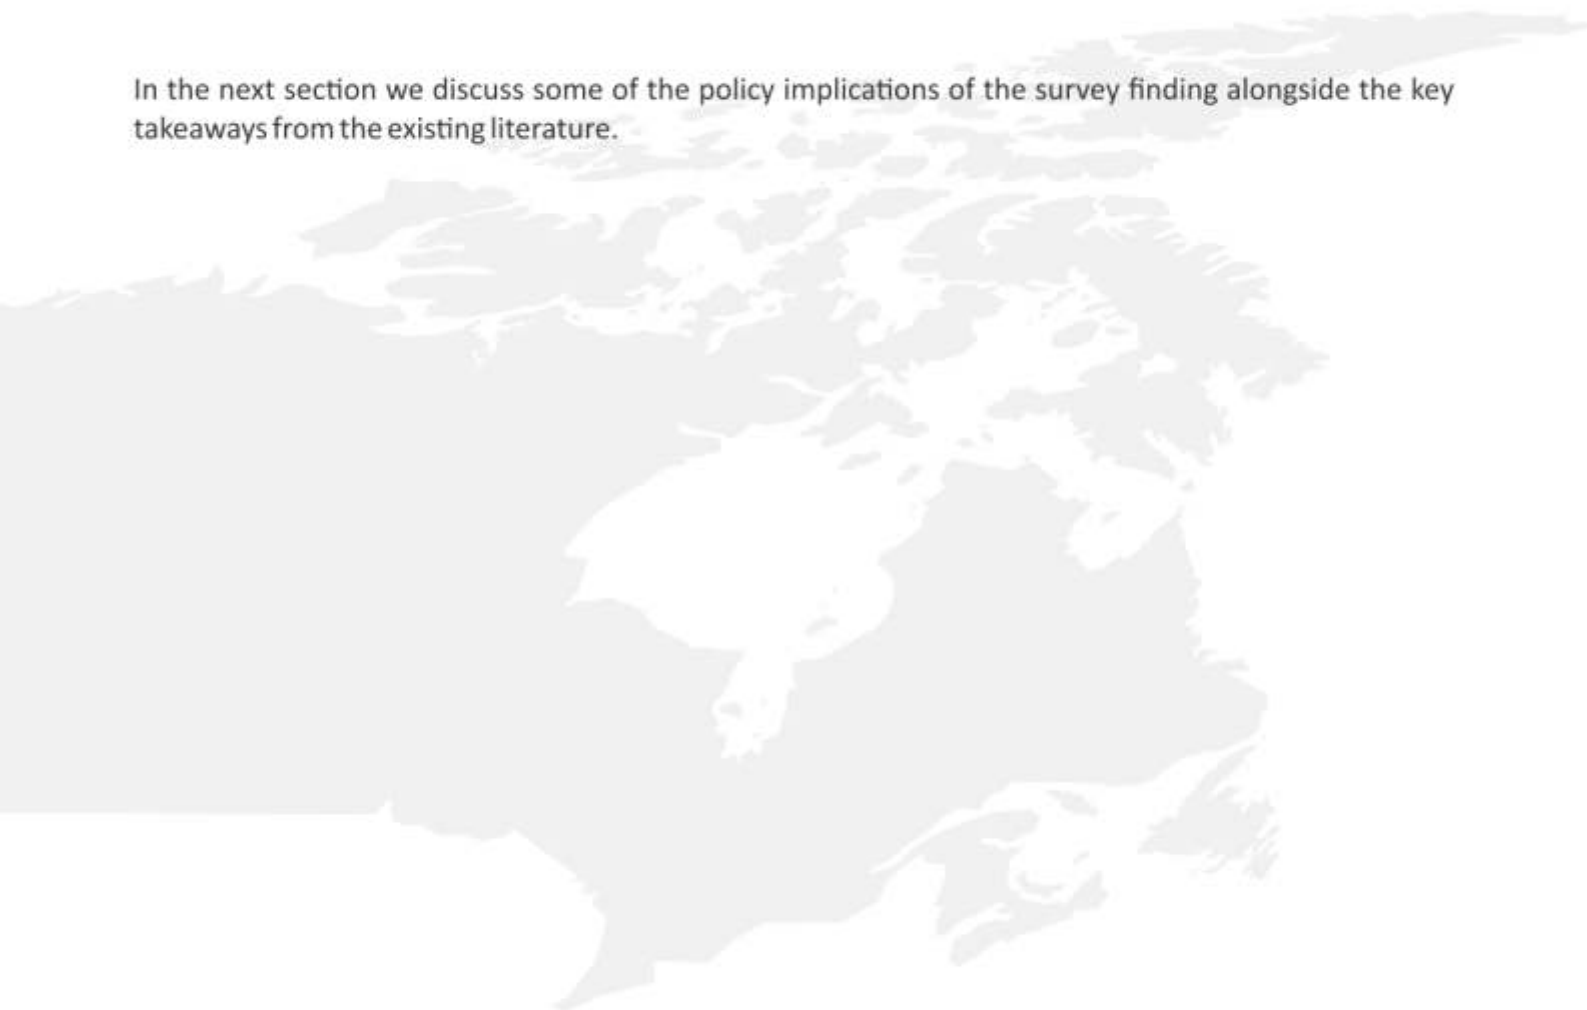 In the next section we discuss some of the policy implications of the survey finding alongside the key
takeaways from the existing literature.